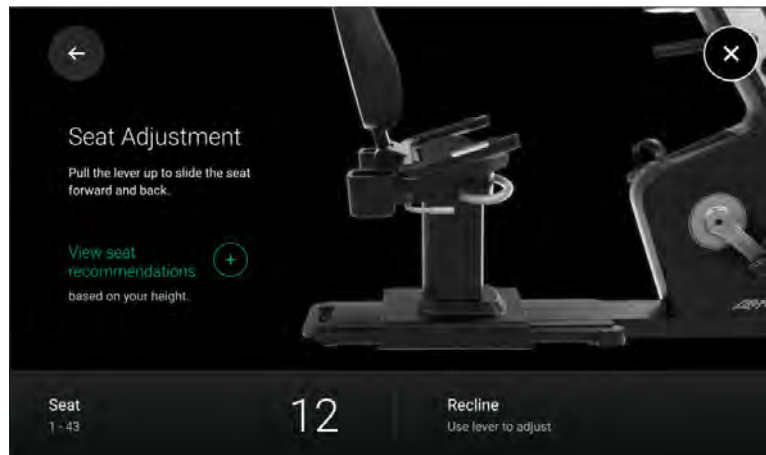 Seat Adjustment
Pull the lever up to slide the seat
forward and back.
View seat
recommendations
based on your height.
Seat
1 - 43
12
Recline
Use lever to adjust